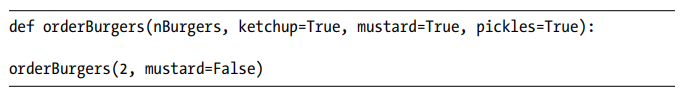 def orderBurgers(nBurgers, ketchup=True, mustard=True, pickles=True):
orderBurgers(2, mustard=False)